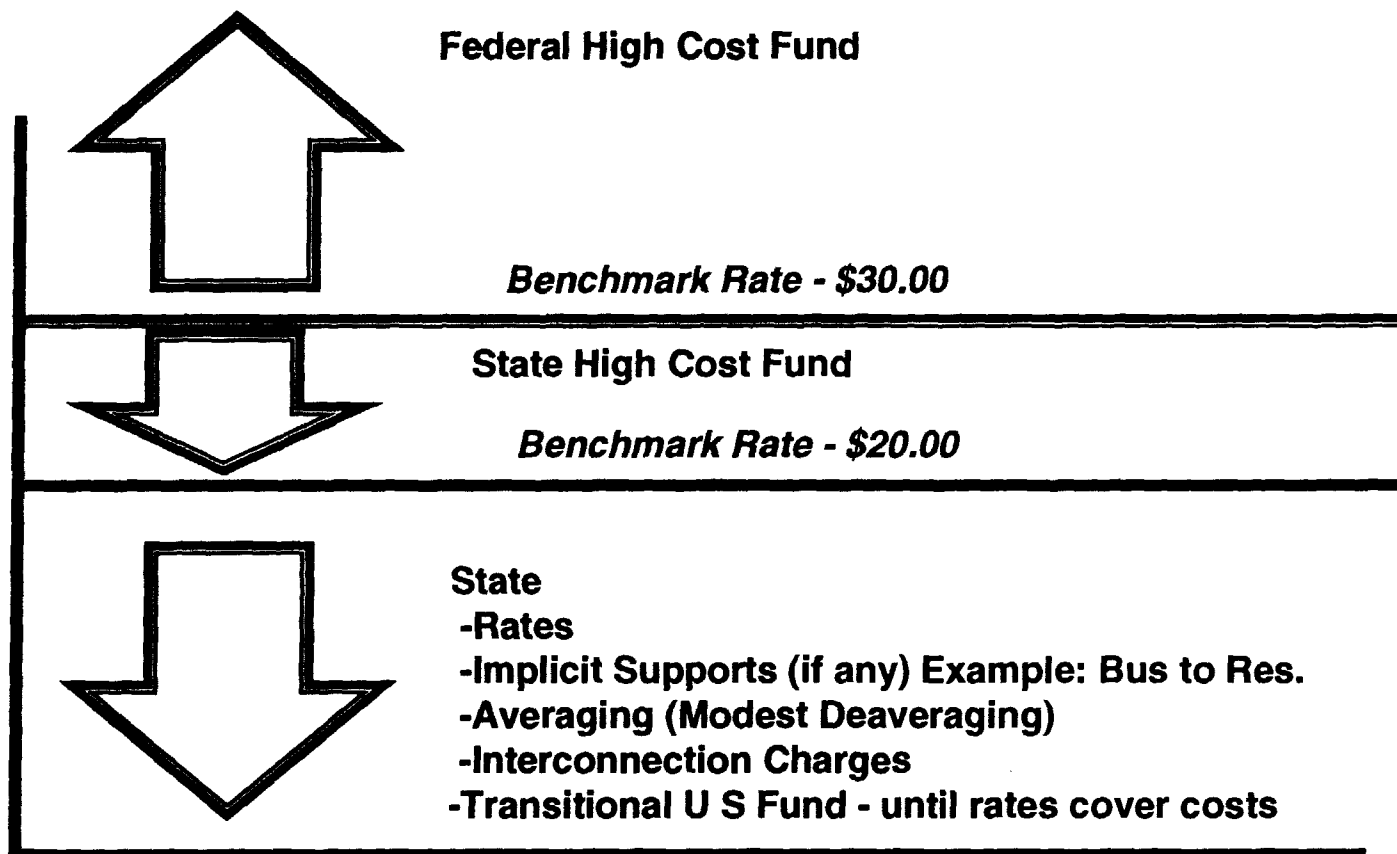 Federal High Cost Fund
Benchmark Rate - $30.00
State High Cost Fund
Benchmark Rate - $20.00
State
-Rates
-Implicit Supports (if any) Example: Bus to Res.
-Averaging (Modest Deaveraging)
-Interconnection Charges
-Transitional U S Fund - until rates cover costs